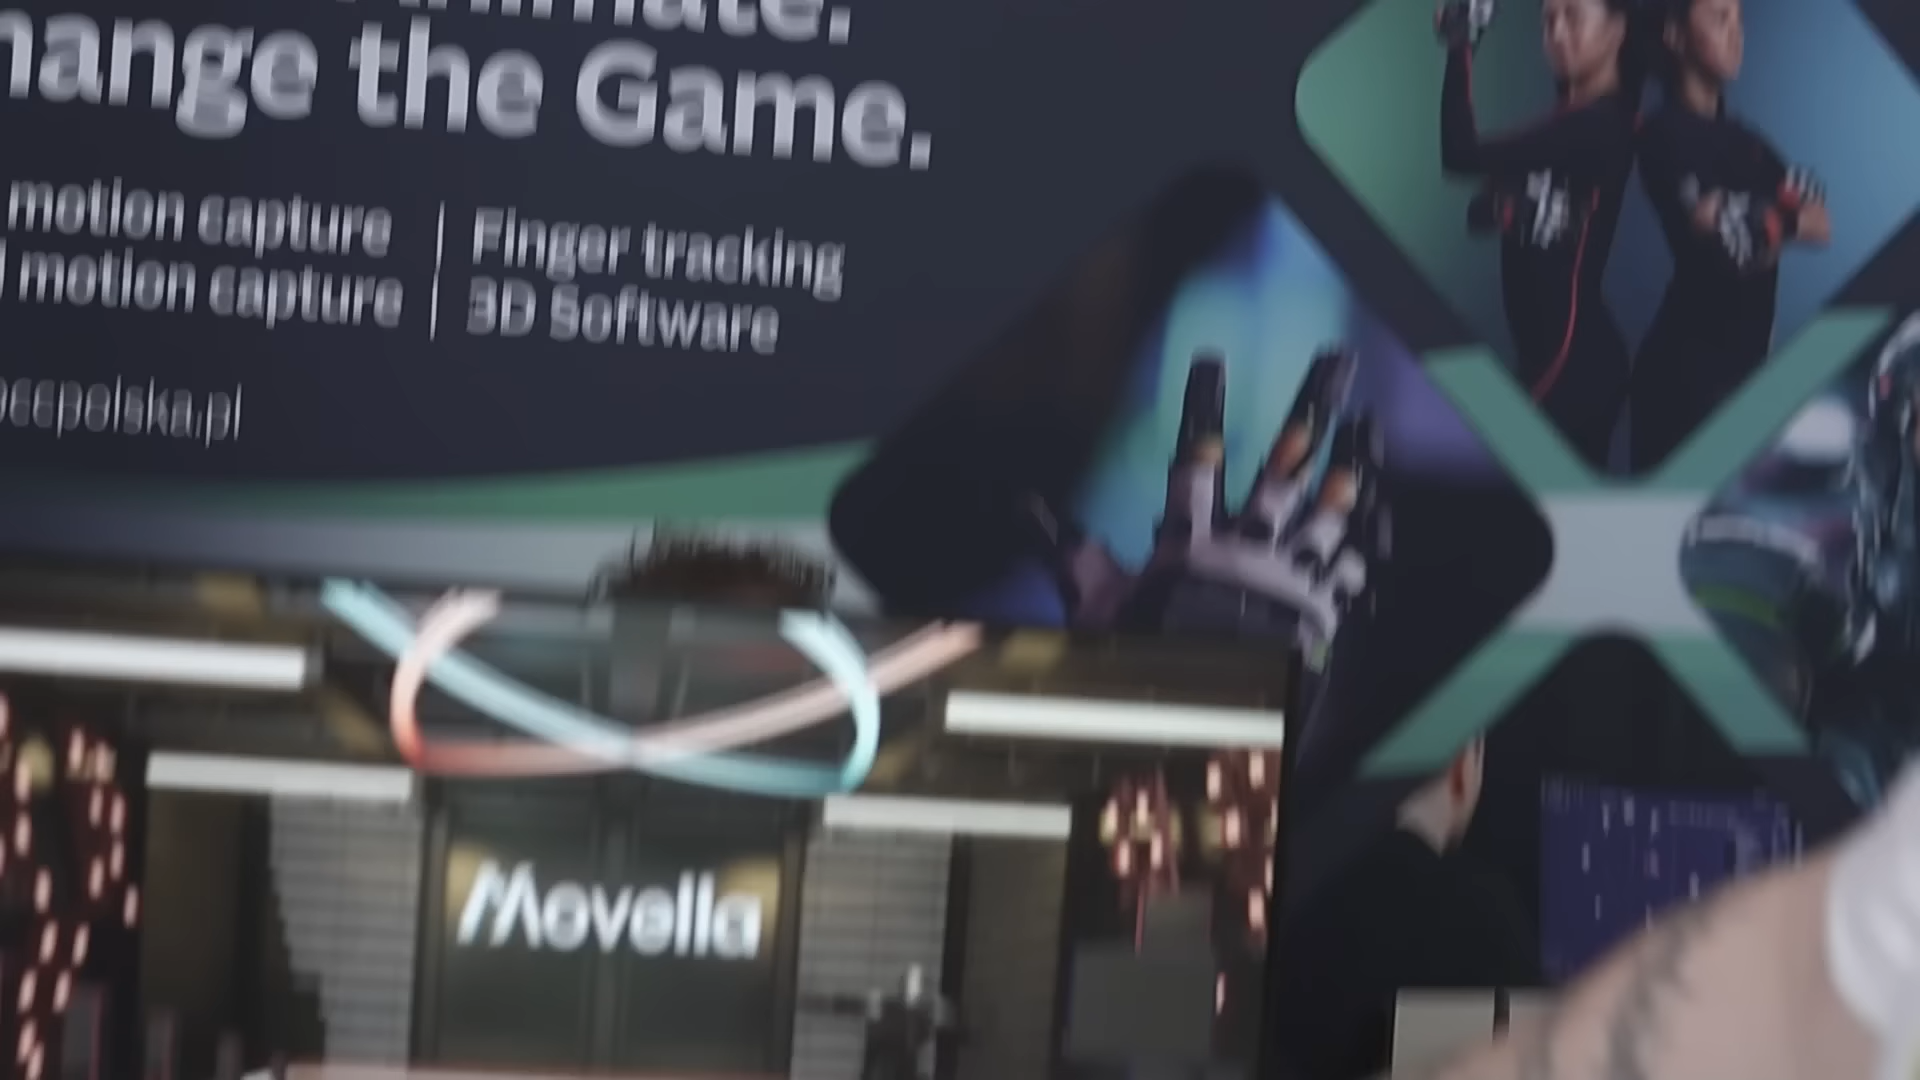 hange the Game.
motion capture
motion capture
Finger tracking
3D Software
Movella